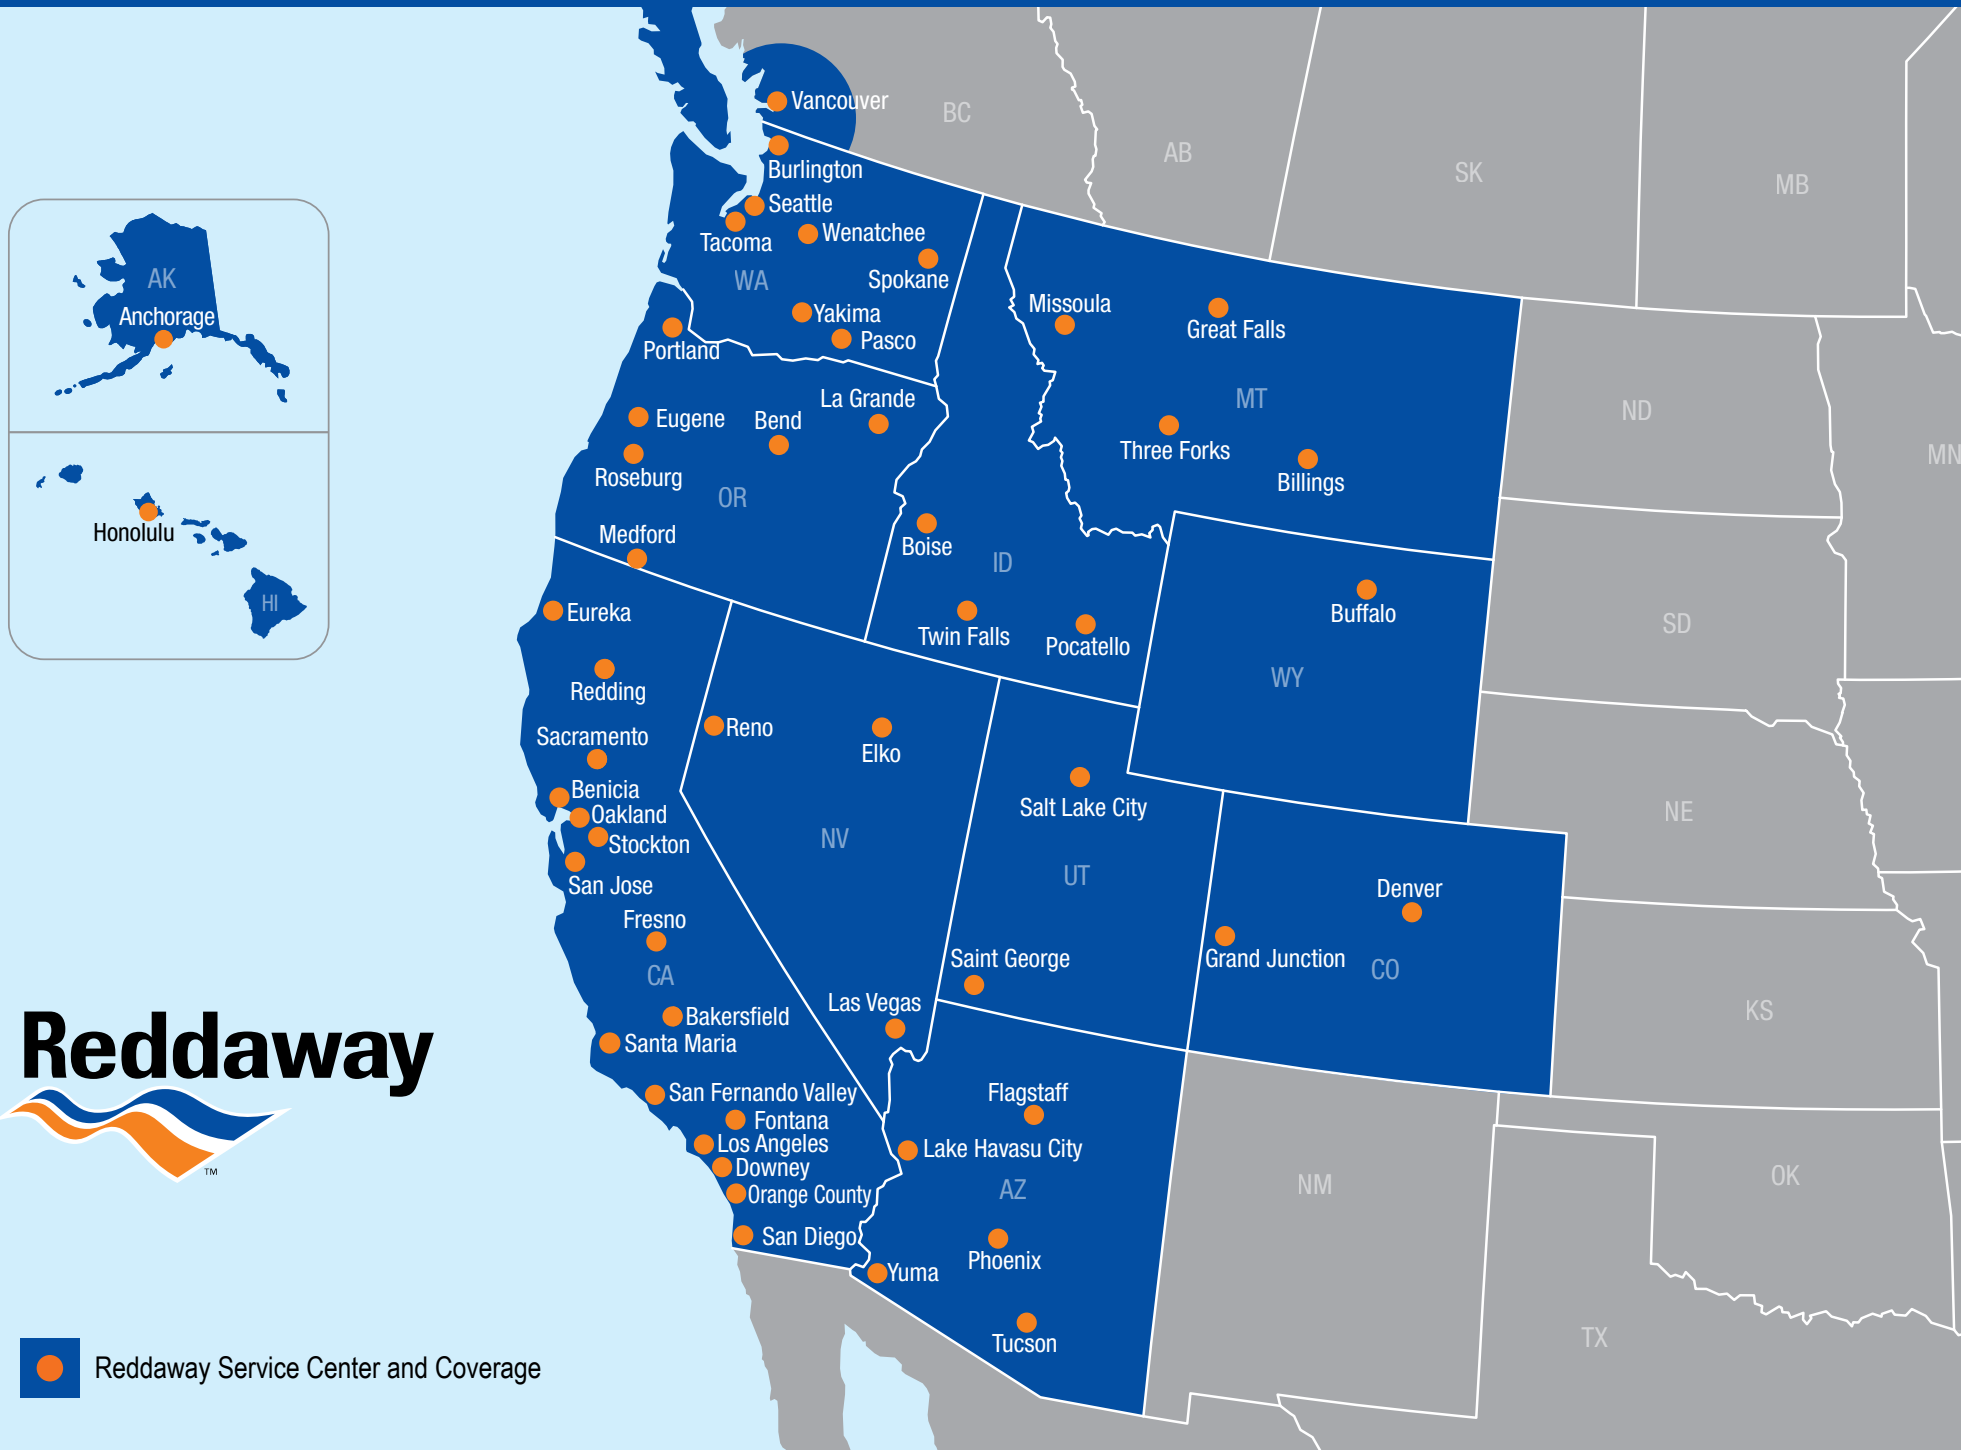 Vancouver
BC
AB
SK
MB
Burlington
Seattle
Tacoma
Wenatchee
Spokane
WA
Yakima
Pasco
AK
Anchorage
Honolulu
HI
Portland
La Grande
Eugene
Bend
Roseburg
OR
Medford
Missoula
Great Falls
MT
Three Forks
Billings
ND
MN
Boise
ID
Twin Falls
Pocatello
Buffalo
WY
SD
Eureka
Redding
Sacramento
Benicia
Oakland
Stockton
San Jose
Fresno
CA
Reno
Elko
NV
Salt Lake City
UT
Saint George
Las Vegas
Denver
Grand Junction
CO
NE
KS
Bakersfield
Santa Maria
San Fernando Valley
Fontana
Los Angeles
Downey
Orange County
San Diego
Flagstaff
Lake Havasu City
AZ
Phoenix
Yuma
Tucson
NM
OK
TX
Reddaway
TM
Reddaway Service Center and Coverage